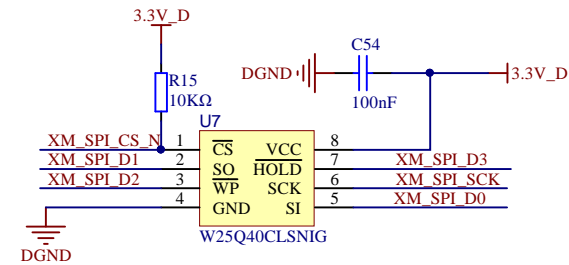 3.3V_D
C54
DGND
3.3V_D
100nF
R15
10KΩ
U7
XM_SPI_CS_N 1 CS VCC 8
XM_SPI_D1 2 SO HOLD 7 XM_SPI_D3
XM_SPI_D2 3 WP SCK 6 XM_SPI_SCK
4 GND SI 5 XM_SPI_D0
W25Q40CLSNIG
DGND